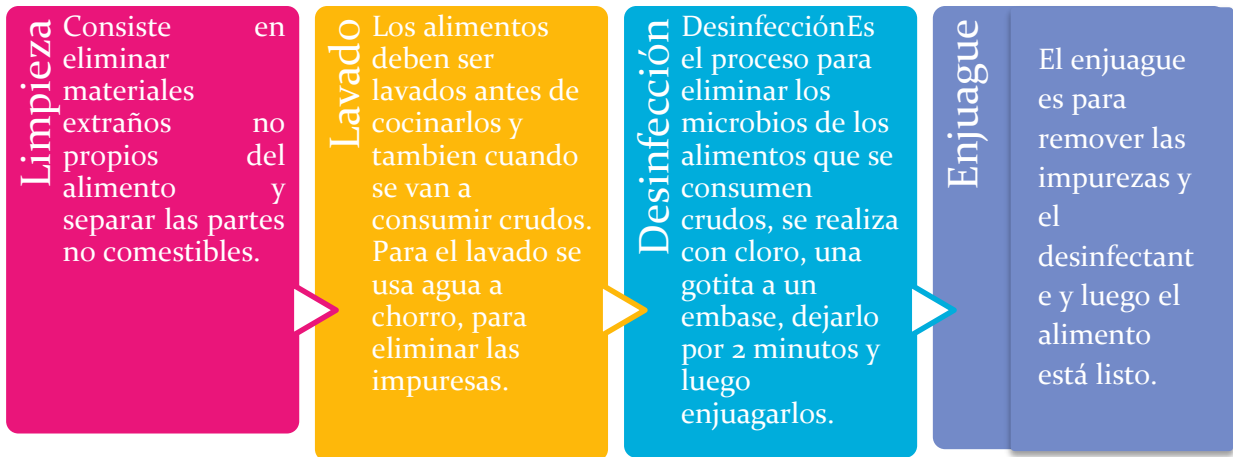 Limpieza
Consiste en
eliminar
materiales
extraños no
propios del
alimento y
separar las partes
no comestibles.
Lavado
Los alimentos
deben ser
lavados antes de
cocinarlos y
tambien cuando
se van a
consumir crudos.
Para el lavado se
usa agua a
chorro, para
eliminar las
impuresas.
Desinfección
DesinfecciónEs
el proceso para
eliminar los
microbios de los
alimentos que se
consumen
crudos, se realiza
con cloro, una
gotita a un
embase, dejarlo
por 2 minutos y
luego
enjuagarlos.
Enjuague
El enjuague
es para
remover las
impurezas y
el
desinfectant
e y luego el
alimento
está listo.